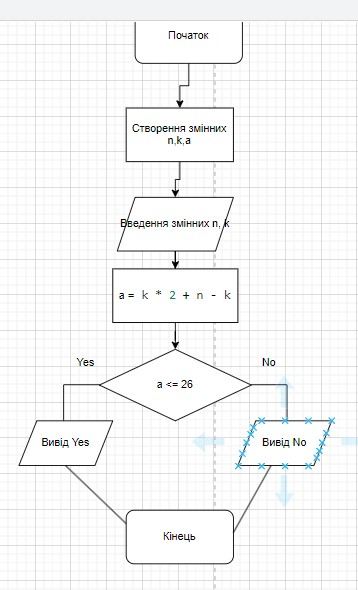 Початок
Створення змінних
n,k,a
Введення змінних n, k
a = k * 2 + n - k
Yes
No
a <= 26
Вивід Yes
Вивід No
Кінець